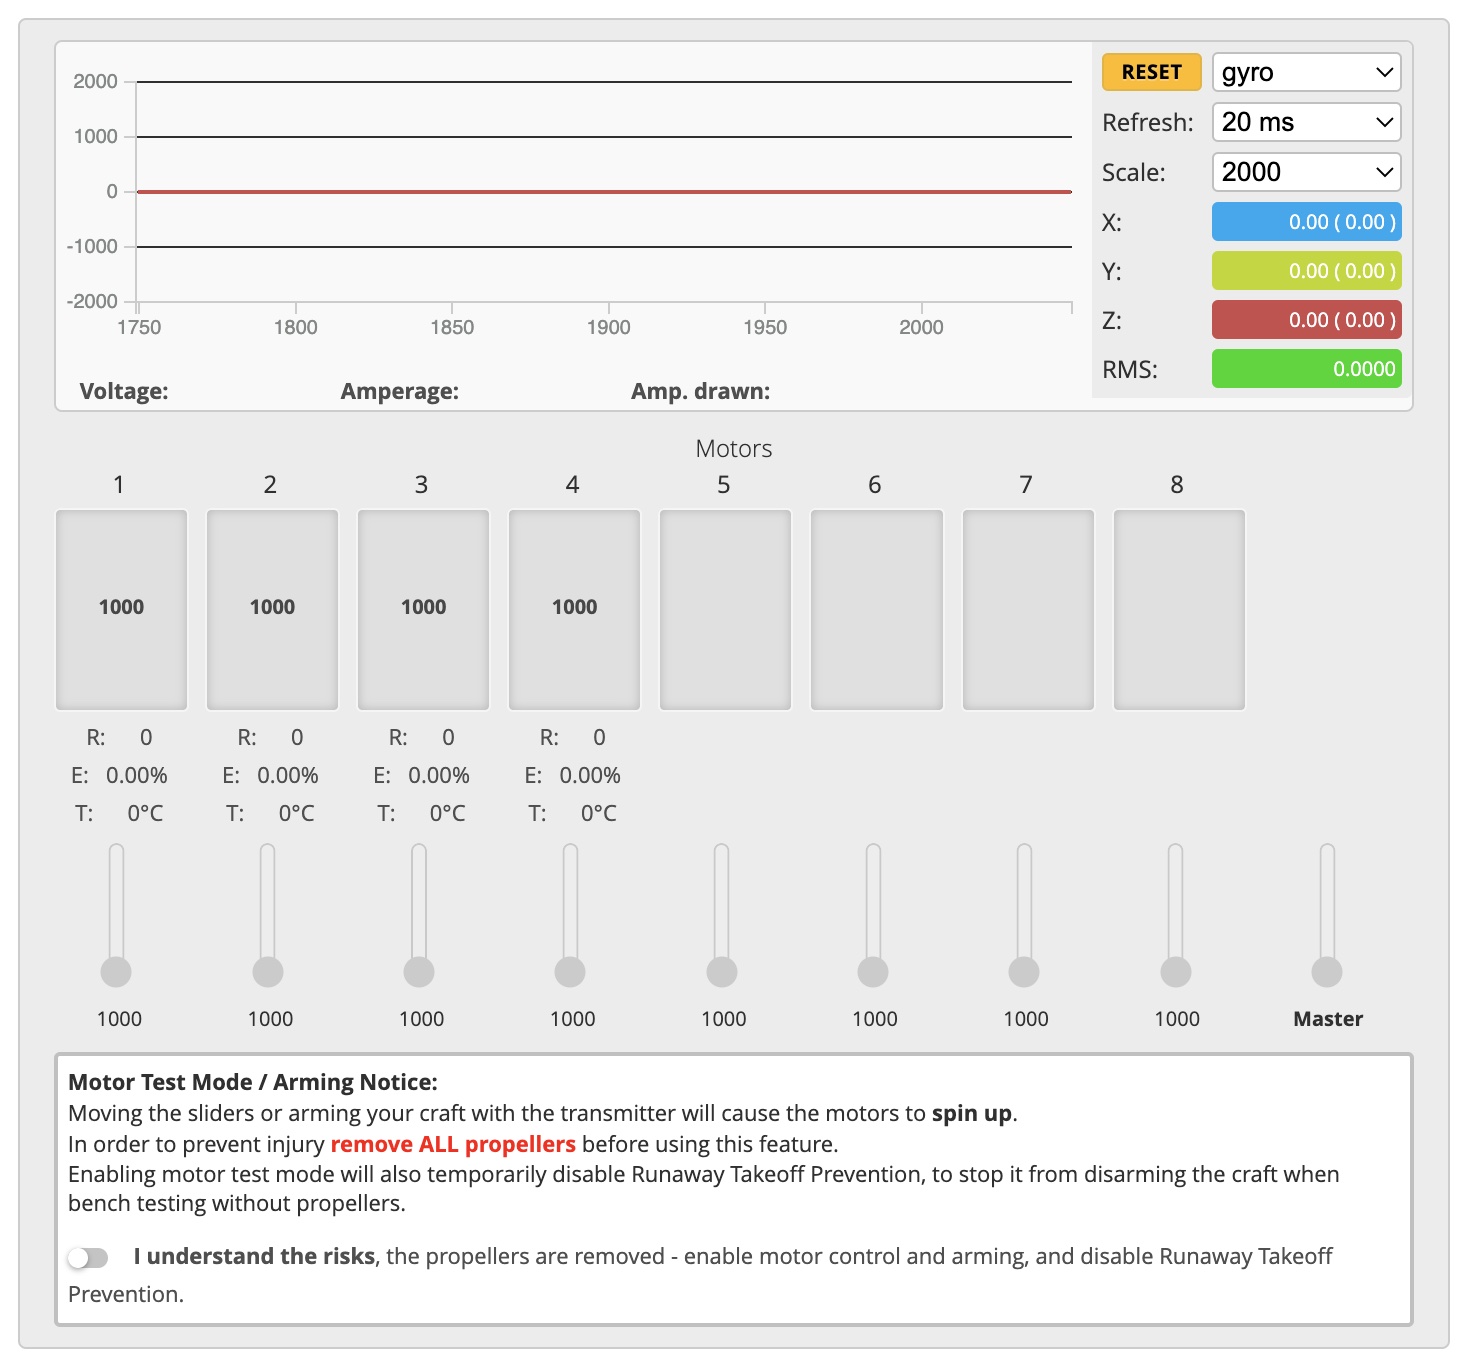 RESET gyro
2000
1000
0
-1000
-2000
1750 1800 1850 1900 1950 2000
Refresh: 20 ms
Scale: 2000
X: 0.00 ( 0.00 )
Y: 0.00 ( 0.00 )
Z: 0.00 ( 0.00 )
RMS: 0.0000
Voltage: Amperage: Amp. drawn:
Motors
1 2 3 4 5 6 7 8
1000 1000 1000 1000
R: 0 R: 0 R: 0 R: 0
E: 0.00% E: 0.00% E: 0.00% E: 0.00%
T: 0°C T: 0°C T: 0°C T: 0°C
1000 1000 1000 1000 1000 1000 1000 1000 Master
Motor Test Mode / Arming Notice:
Moving the sliders or arming your craft with the transmitter will cause the motors to spin up.
In order to prevent injury remove ALL propellers before using this feature.
Enabling motor test mode will also temporarily disable Runaway Takeoff Prevention, to stop it from disarming the craft when
bench testing without propellers.
I understand the risks, the propellers are removed - enable motor control and arming, and disable Runaway Takeoff
Prevention.